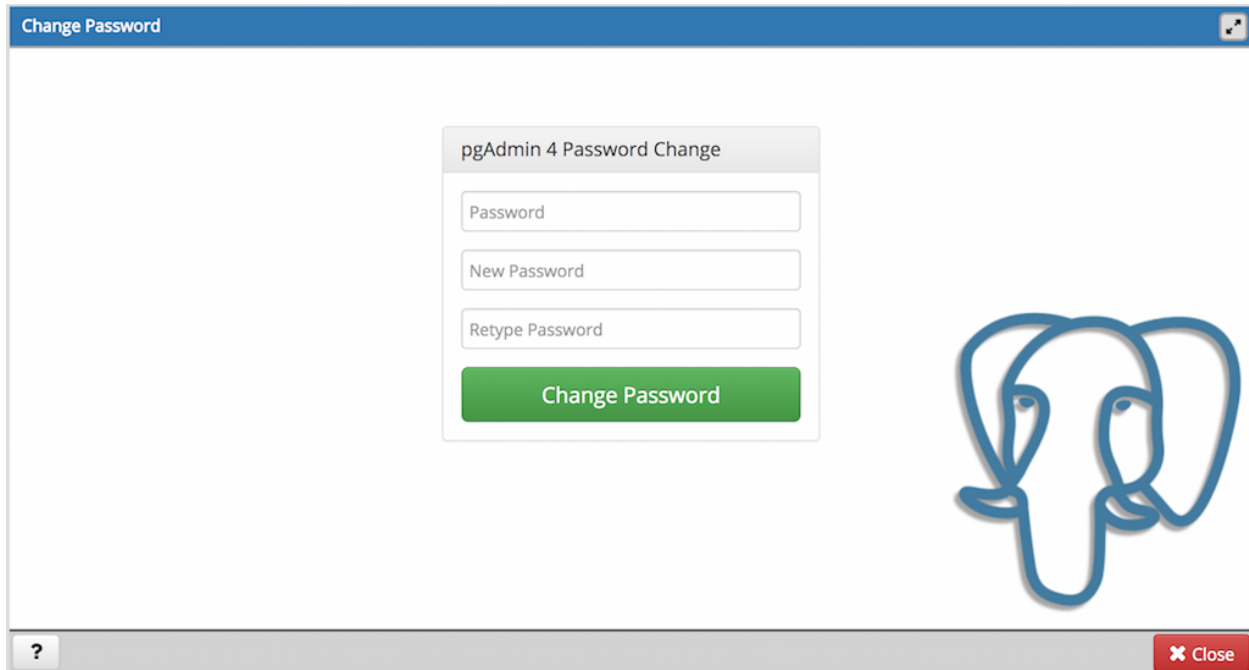 Change Password
pgAdmin 4 Password Change
Password
New Password
Retype Password
Change Password
?
✖ Close